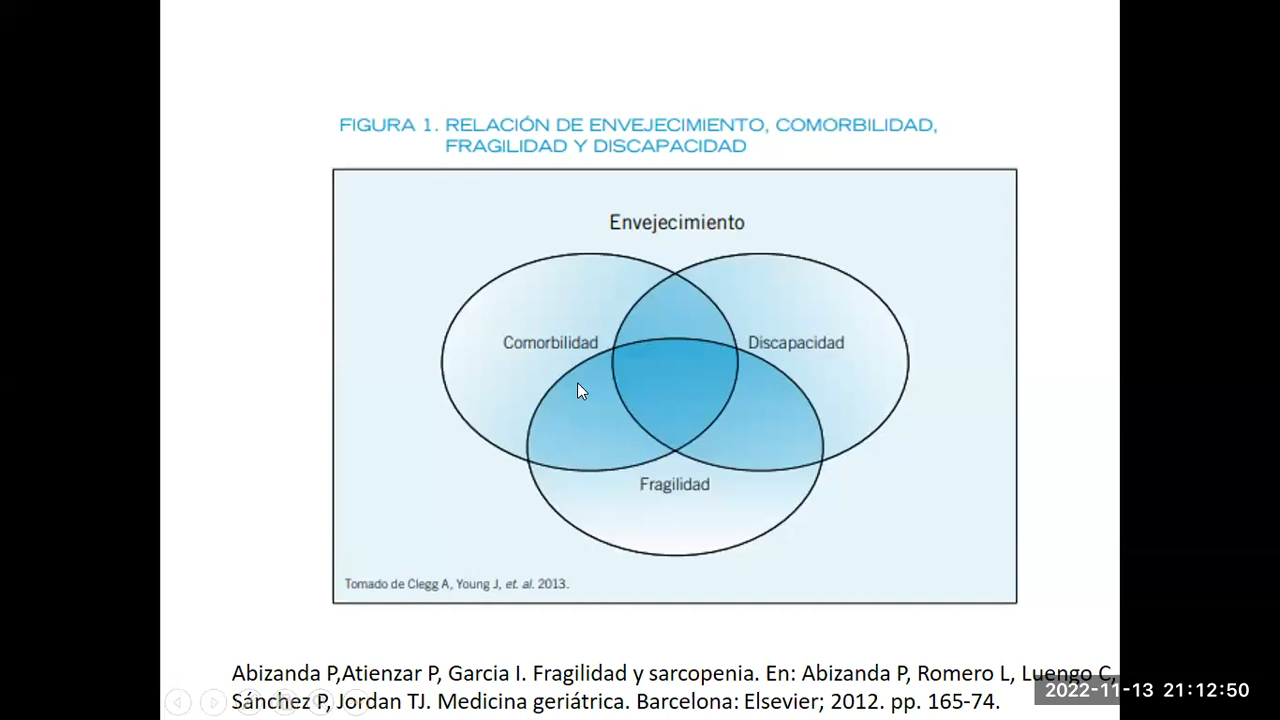 FIGURA 1. RELACIÓN DE ENVEJECIMIENTO, COMORBILIDAD,
FRAGILIDAD Y DISCAPACIDAD
Envejecimiento
Comorbilidad
Discapacidad
Fragilidad
Tomado de Clegg A, Young J, et. al. 2013.
Abizanda P,Atienzar P, Garcia I. Fragilidad y sarcopenia. En: Abizanda P, Romero L, Luengo C,
Sánchez P, Jordan TJ. Medicina geriátrica. Barcelona: Elsevier; 2012. pp. 165-74.
2022-11-13 21:12:50